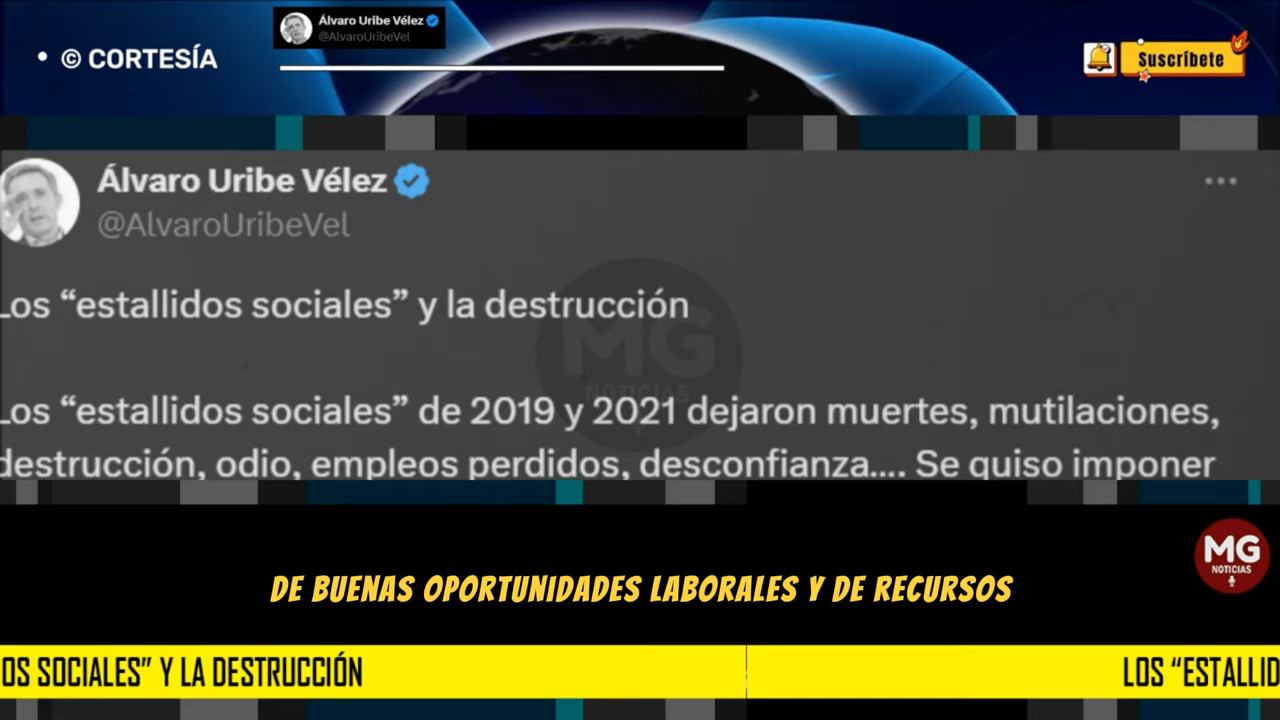 • © CORTESÍA
Álvaro Uribe Vélez
@AlvaroUribeVel
Suscríbete
Álvaro Uribe Vélez
@AlvaroUribeVel
Los “estallidos sociales” y la destrucción
MG
NOTICIAS
Los “estallidos sociales” de 2019 y 2021 dejaron muertes, mutilaciones,
destrucción, odio, empleos perdidos, desconfianza.... Se quiso imponer
MG
NOTICIAS
DE BUENAS OPORTUNIDADES LABORALES Y DE RECURSOS
OS SOCIALES” Y LA DESTRUCCIÓN
LOS “ESTALLID